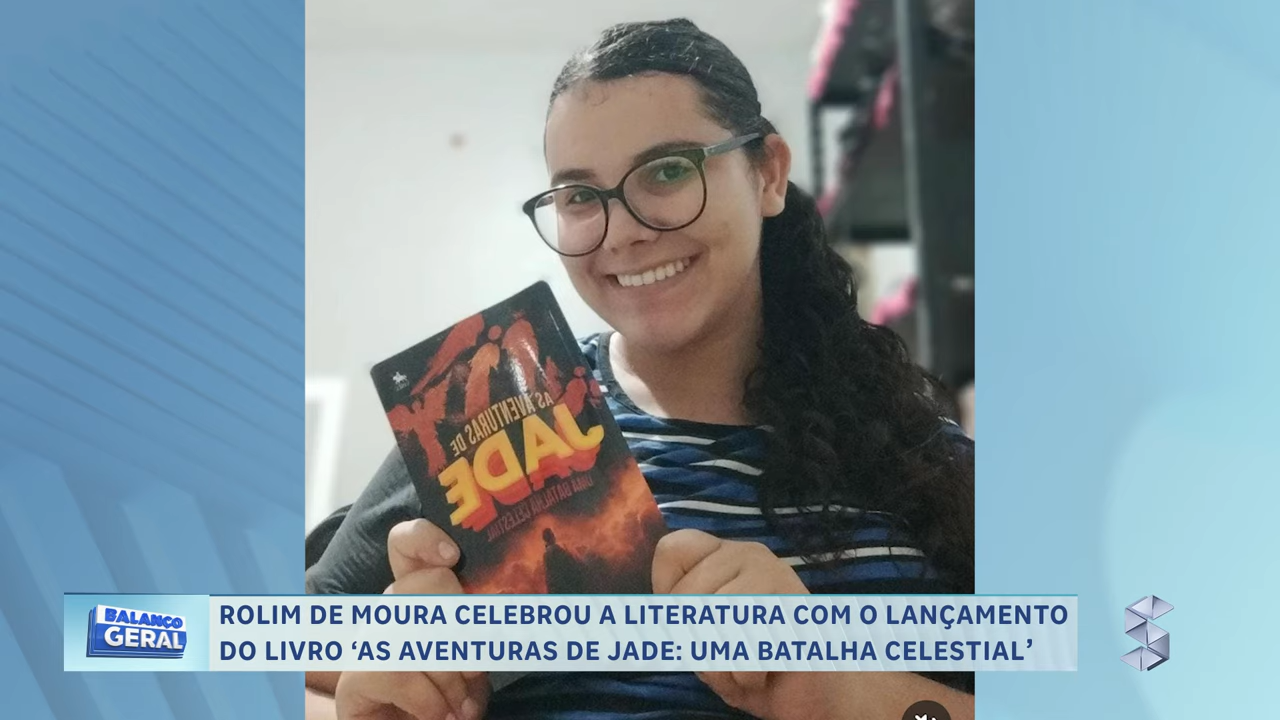 AS AVENTURAS DE
JADE
UMA BATALHA CELESTIAL
BALANÇO
GERAL
ROLIM DE MOURA CELEBROU A LITERATURA COM O LANÇAMENTO
DO LIVRO ‘AS AVENTURAS DE JADE: UMA BATALHA CELESTIAL’